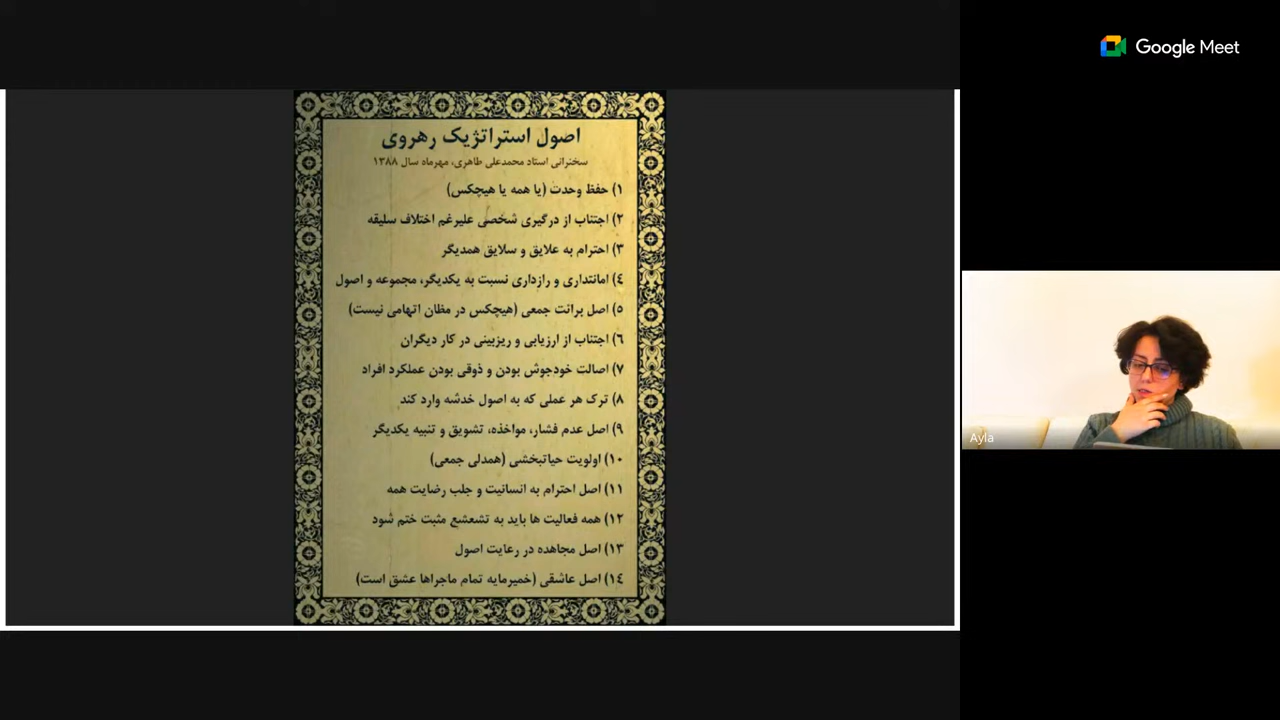 Google Meet
اصول استراتژیک رهروی
سخنرانی استاد محمدعلی طاهری، مهرماه سال ۱۳۸۸
۱) حفظ وحدت (یا همه یا هیچکس)
۲) اجتناب از درگیری شخصی علیرغم اختلاف سلیقه
۳) احترام به علایق و سلایق همدیگر
٤) امانتداری و رازداری نسبت به یکدیگر، مجموعه و اصول
٥) اصل برائت جمعی (هیچکس در مظان اتهامی نیست)
٦) اجتناب از ارزیابی و ریزبینی در کار دیگران
۷) اصالت خودجوش بودن و ذوقی بودن عملکرد افراد
۸) ترک هر عملی که به اصول خدشه وارد کند
۹) اصل عدم فشار، مواخذه، تشویق و تنبیه یکدیگر
۱۰) اولویت حیاتبخشی (همدلی جمعی)
۱۱) اصل احترام به انسانیت و جلب رضایت همه
۱۲) همه فعالیت ها باید به تشعشع مثبت ختم شود
۱۳) اصل مجاهده در رعایت اصول
۱٤) اصل عاشقی (خمیرمایه تمام ماجراها عشق است)
Ayla